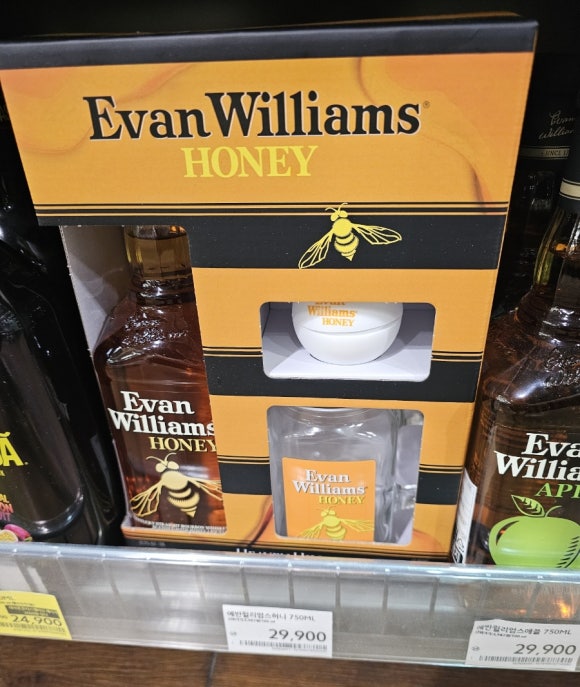 Evan Williams®
HONEY
Evan
Williams
SINCE
Williams
HONEY
Evan
Williams
HONEY
Evan
Williams
HONEY
Eva
Willia
AP
Ă
24,900
에반윌리엄스허니 750ML
29,900
에반윌리엄스애플 750ML
29,900